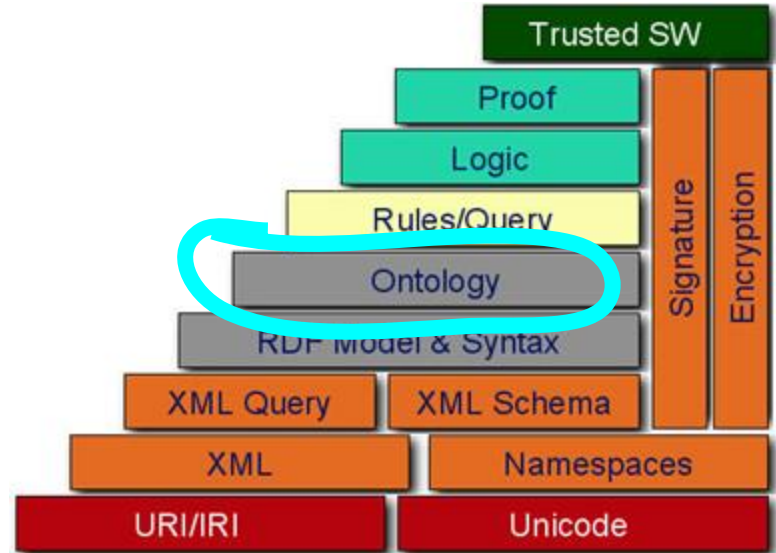 Trusted SW
Proof
Logic
Rules/Query
Ontology
RDF Model & Syntax
XML Query
XML Schema
XML
Namespaces
URI/IRI
Unicode
Signature
Encryption